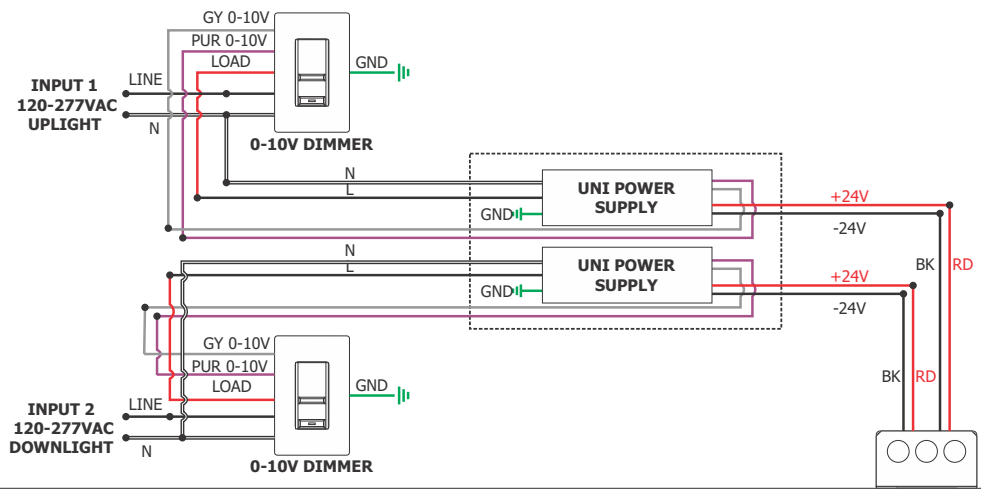 GY 0-10V
PUR 0-10V
LOAD
GND
INPUT 1
120-277VAC
UPLIGHT
LINE
N
0-10V DIMMER
N
L
UNI POWER
SUPPLY
GND
+24V
-24V
N
L
UNI POWER
SUPPLY
GND
+24V
-24V
BK
RD
GY 0-10V
PUR 0-10V
LOAD
GND
BK
RD
INPUT 2
120-277VAC
DOWNLIGHT
LINE
N
0-10V DIMMER